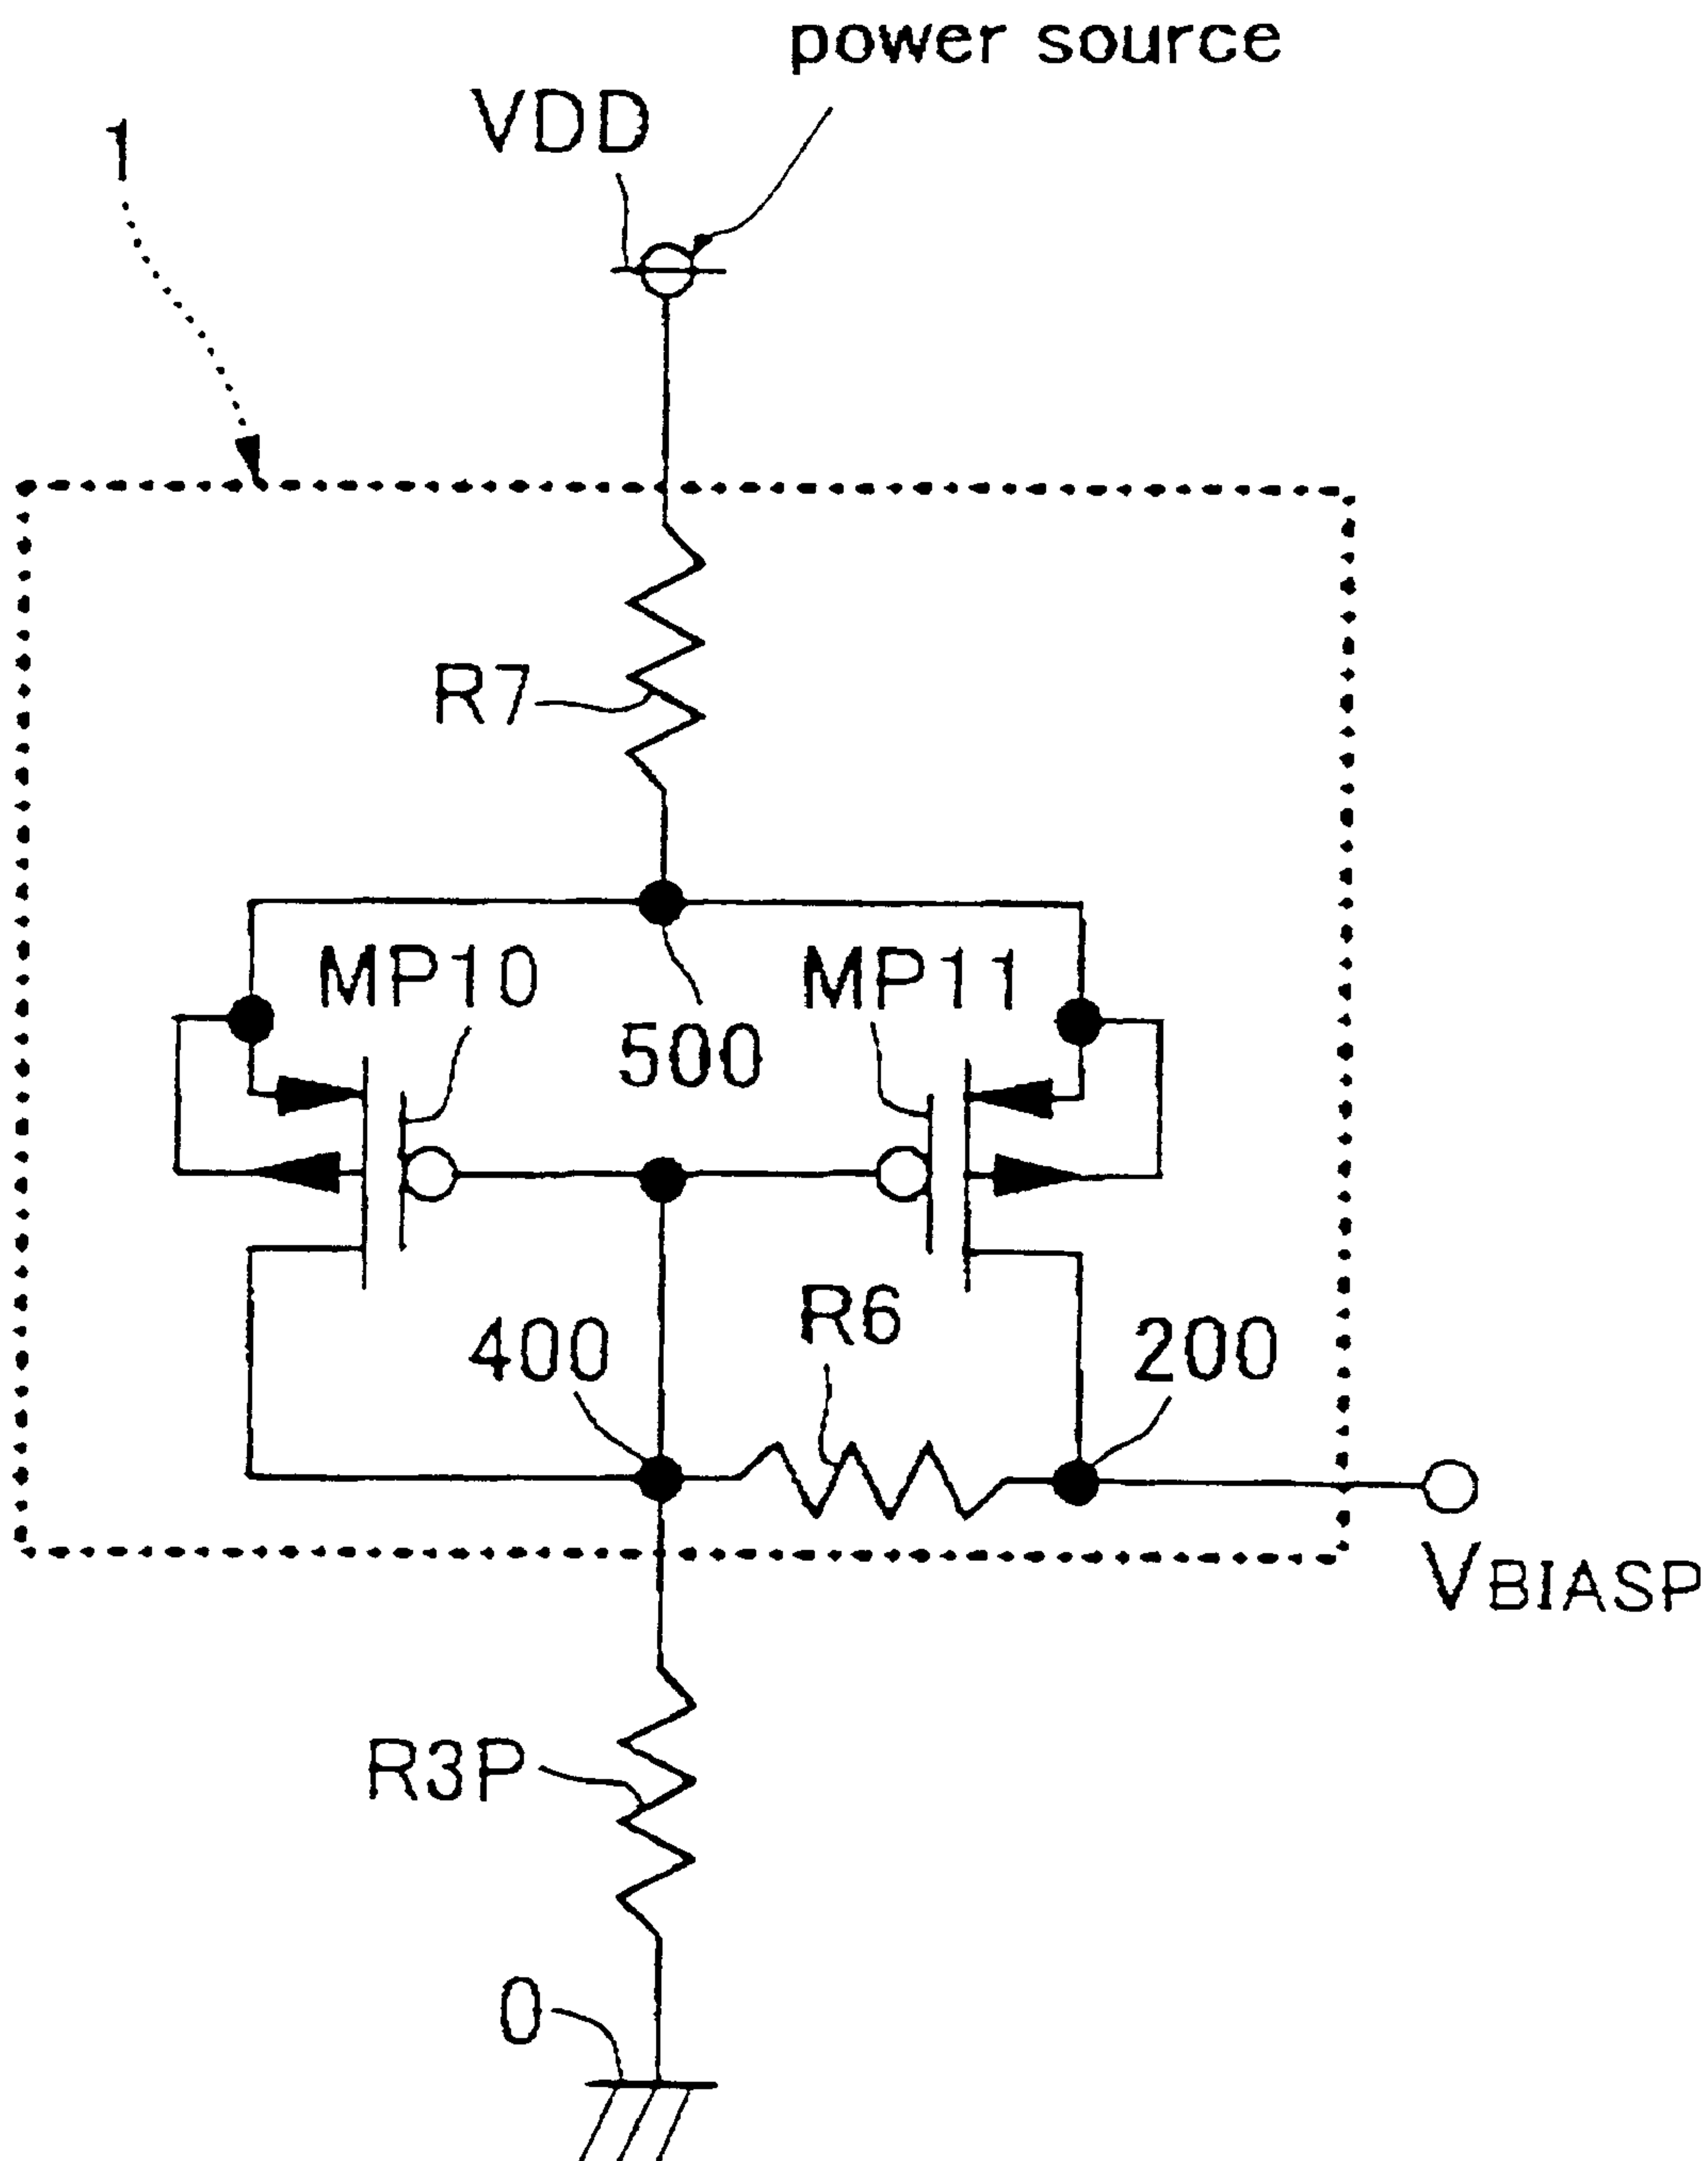 power source
VDD
1
R7
MP10
MP11
500
R6
400
200
VBIASP
R3P
0